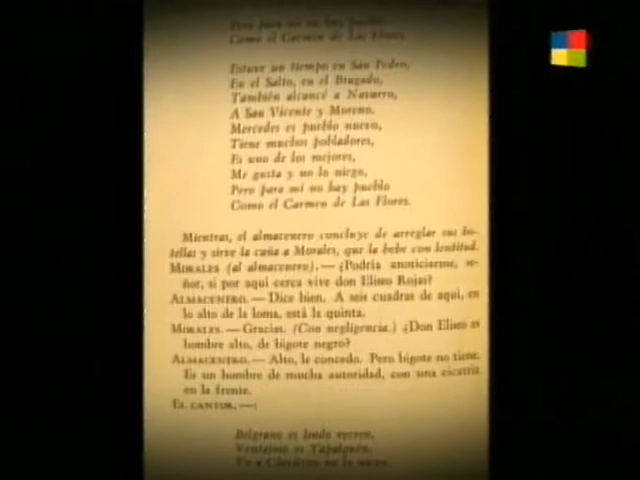 Pero para mí no hay pueblo
Como el Carmen de Las Flores.
Estuve un tiempo en San Pedro,
En el Salto, en el Bragado,
También alcancé a Navarro,
A San Vicente y Moreno.
Mercedes es pueblo nuevo,
Tiene muchos pobladores,
Es uno de los mejores,
Me gusta y no lo niego,
Pero para mí no hay pueblo
Como el Carmen de Las Flores.
Mientras, el almacenero concluye de arreglar sus bo-
tellas y sirve la caña a Morales, que la bebe con lentitud.
MORALES (al almacenero).— ¿Podría anoticiarme, se-
ñor, si por aquí cerca vive don Eliseo Rojas?
ALMACENERO.— Dice bien. A seis cuadras de aquí, en
lo alto de la loma, está la quinta.
MORALES.— Gracias. (Con negligencia.) ¿Don Eliseo es
hombre alto, de bigote negro?
ALMACENERO.— Alto, le concedo. Pero bigote no tiene.
Es un hombre de mucha autoridad, con una cicatriz
en la frente.
EL CANTOR.—:
Belgrano es lindo recreo,
Ventajoso es Tapalquén.